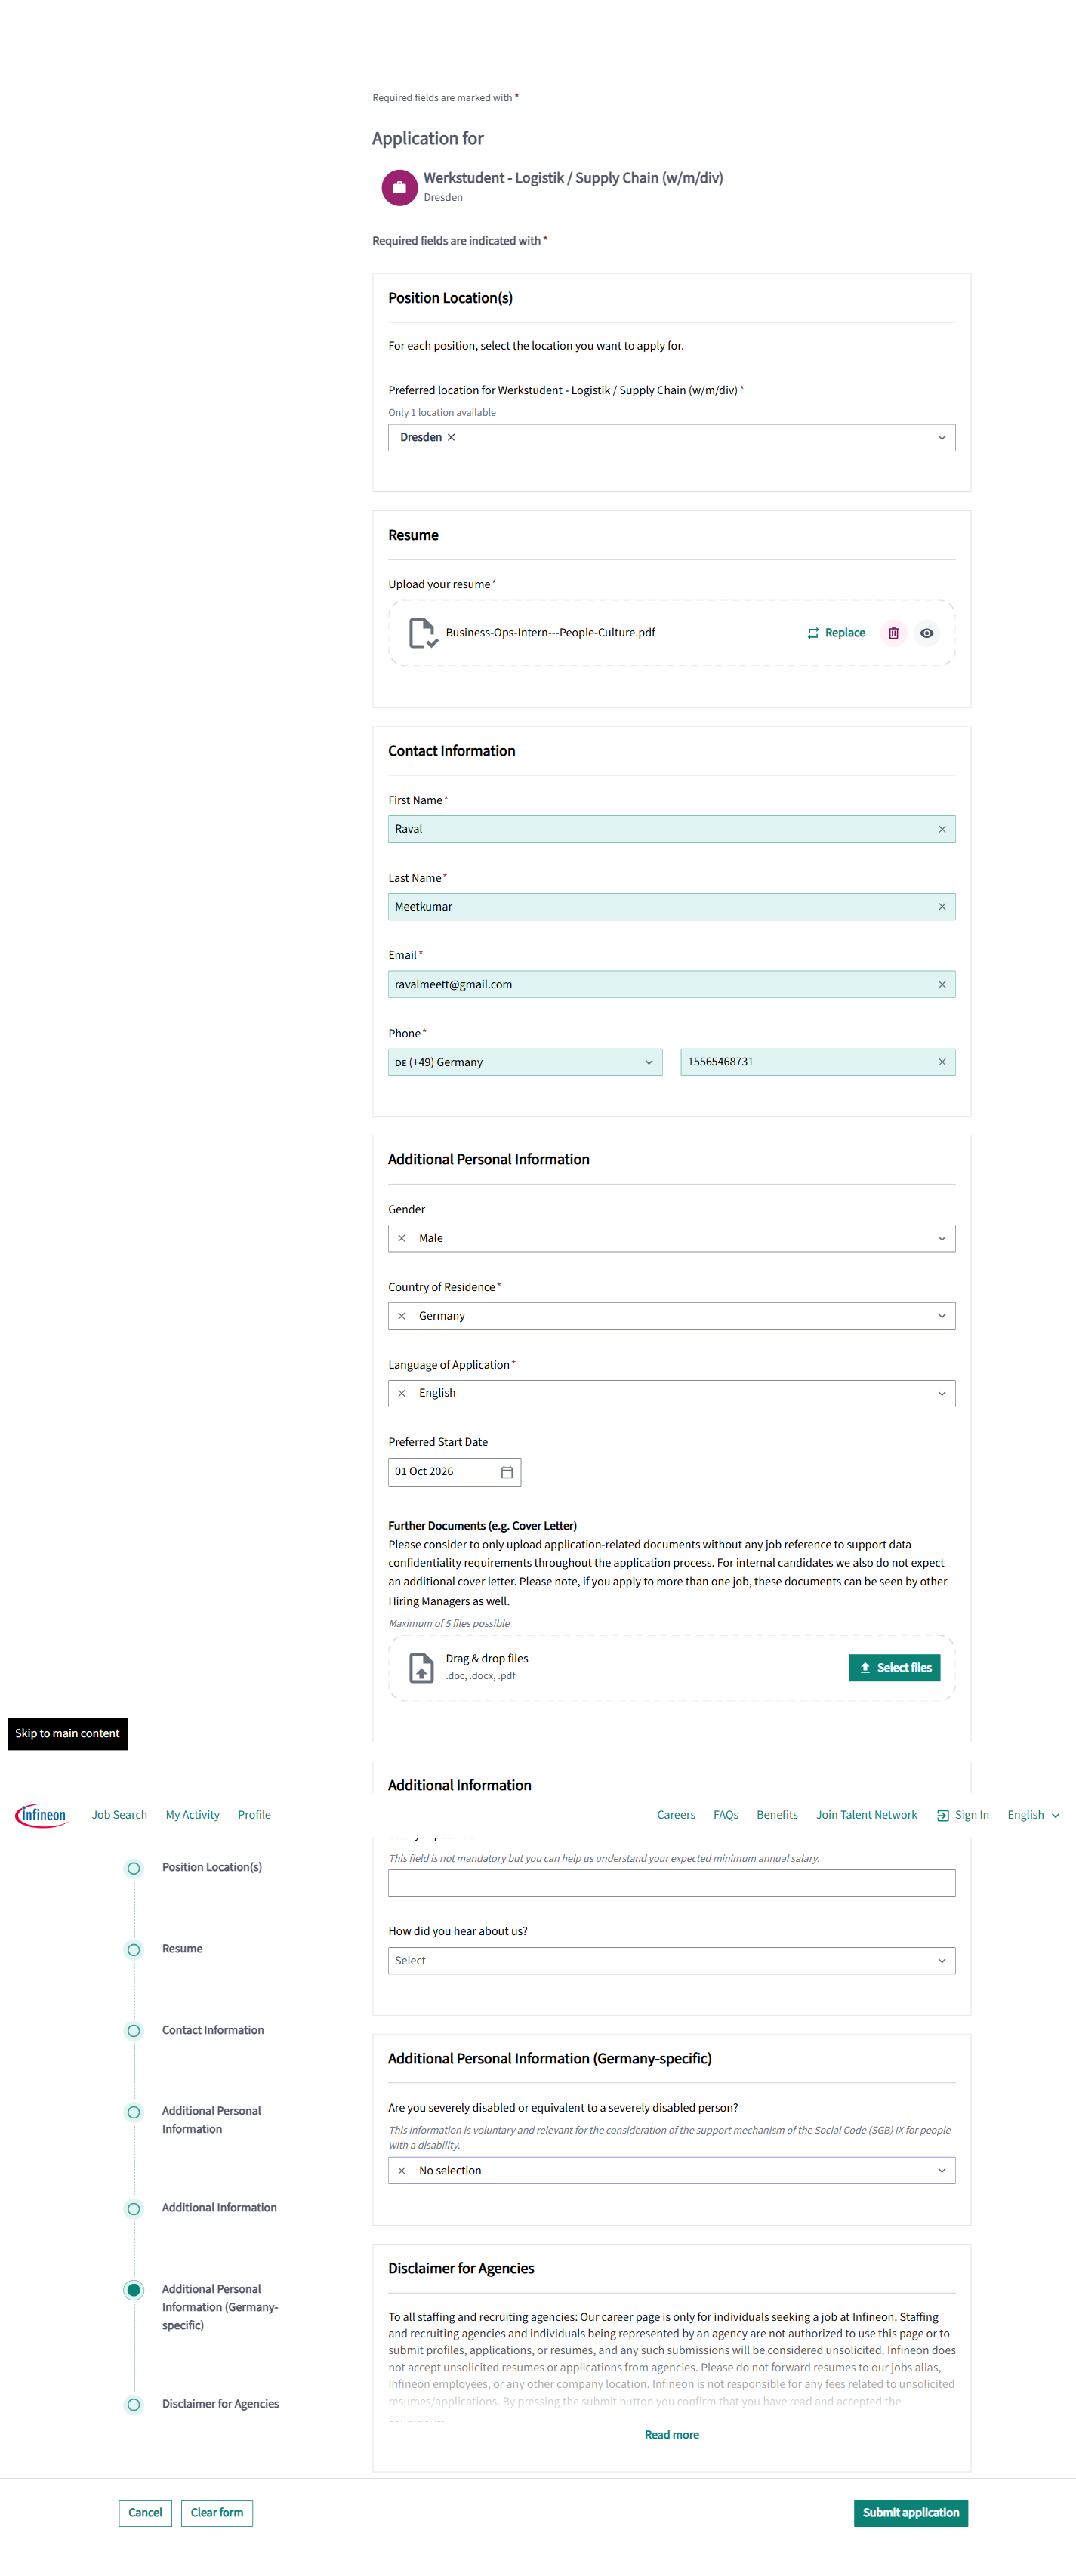 Required fields are marked with *
Application for
Werkstudent - Logistik / Supply Chain (w/m/div)
Dresden
Required fields are indicated with *
Position Location(s)
For each position, select the location you want to apply for.
Preferred location for Werkstudent - Logistik / Supply Chain (w/m/div) *
Only 1 location available
Dresden
Resume
Upload your resume *
Business-Ops-Intern---People-Culture.pdf
Replace
Contact Information
First Name *
Raval
Last Name *
Meetkumar
Email *
ravalmeett@gmail.com
Phone *
DE (+49) Germany
15565468731
Additional Personal Information
Gender
Male
Country of Residence *
Germany
Language of Application *
English
Preferred Start Date
01 Oct 2026
Further Documents (e.g. Cover Letter)
Please consider to only upload application-related documents without any job reference to support data
confidentiality requirements throughout the application process. For internal candidates we also do not expect
an additional cover letter. Please note, if you apply to more than one job, these documents can be seen by other
Hiring Managers as well.
Maximum of 5 files possible
Drag & drop files
.doc, .docx, .pdf
Select files
Skip to main content
Additional Information
infineon
Job Search
My Activity
Profile
Careers
FAQs
Benefits
Join Talent Network
Sign In
English
Position Location(s)
Resume
Contact Information
Additional Personal
Information
Additional Information
Additional Personal
Information (Germany-
specific)
Disclaimer for Agencies
This field is not mandatory but you can help us understand your expected minimum annual salary.
How did you hear about us?
Select
Additional Personal Information (Germany-specific)
Are you severely disabled or equivalent to a severely disabled person?
This information is voluntary and relevant for the consideration of the support mechanism of the Social Code (SGB) IX for people
with a disability.
No selection
Disclaimer for Agencies
To all staffing and recruiting agencies: Our career page is only for individuals seeking a job at Infineon. Staffing
and recruiting agencies and individuals being represented by an agency are not authorized to use this page or to
submit profiles, applications, or resumes, and any such submissions will be considered unsolicited. Infineon does
not accept unsolicited resumes or applications from agencies. Please do not forward resumes to our jobs alias,
Infineon employees, or any other company location. Infineon is not responsible for any fees related to unsolicited
resumes/applications. By pressing the submit button you confirm that you have read and accepted the
Read more
Cancel
Clear form
Submit application